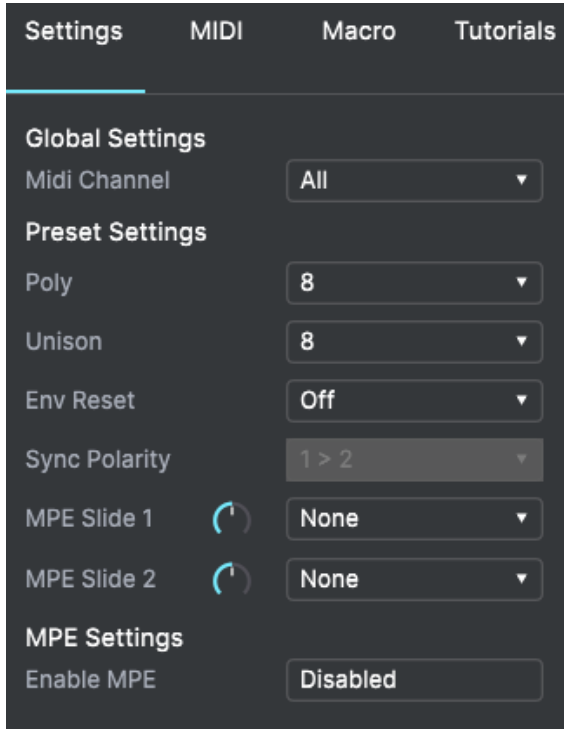 Settings MIDI Macro Tutorials
Global Settings
Midi Channel All
Preset Settings
Poly 8
Unison 8
Env Reset Off
Sync Polarity 1 > 2
MPE Slide 1 None
MPE Slide 2 None
MPE Settings
Enable MPE Disabled